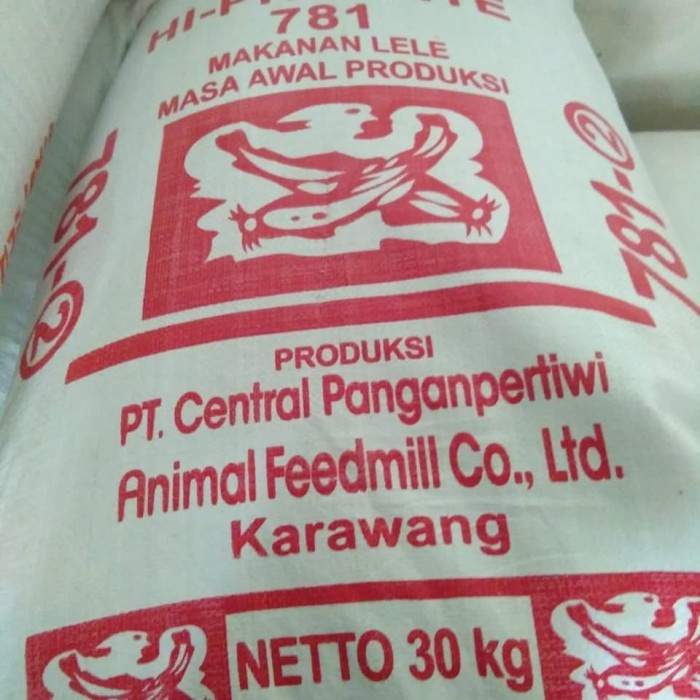 781
MAKANAN LELE
MASA AWAL PRODUKSI
781-2
781-2
PRODUKSI
PT. Central Panganpertiwi
Animal Feedmill Co., Ltd.
Karawang
NETTO 30 kg